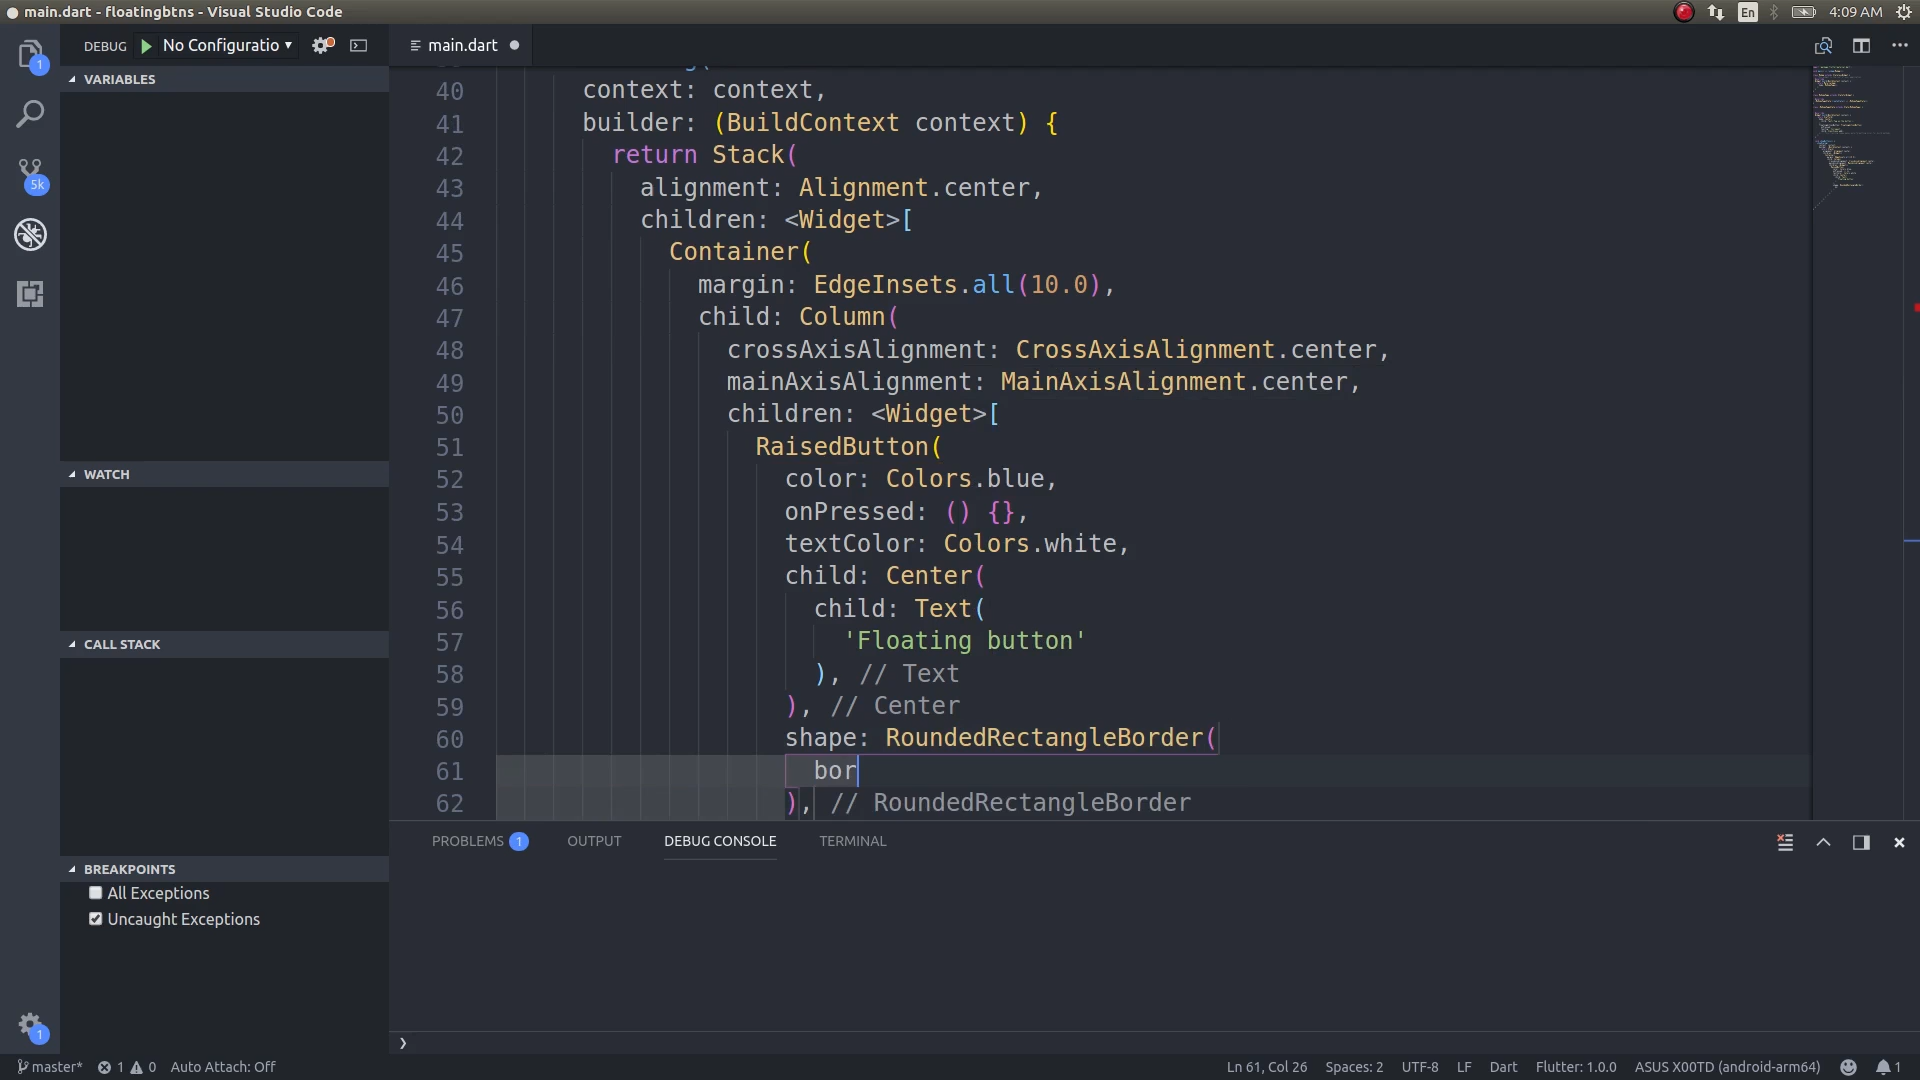 main.dart - floatingbtns - Visual Studio Code
En
4:09 AM
DEBUG
No Configuratio
main.dart
VARIABLES
WATCH
CALL STACK
BREAKPOINTS
All Exceptions
Uncaught Exceptions
1
5k
1
40 context: context,
41 builder: (BuildContext context) {
42 return Stack(
43 alignment: Alignment.center,
44 children: <Widget>[
45 Container(
46 margin: EdgeInsets.all(10.0),
47 child: Column(
48 crossAxisAlignment: CrossAxisAlignment.center,
49 mainAxisAlignment: MainAxisAlignment.center,
50 children: <Widget>[
51 RaisedButton(
52 color: Colors.blue,
53 onPressed: () {},
54 textColor: Colors.white,
55 child: Center(
56 child: Text(
57 'Floating button'
58 ), // Text
59 ), // Center
60 shape: RoundedRectangleBorder(
61 bor
62 ), // RoundedRectangleBorder
PROBLEMS 1 OUTPUT DEBUG CONSOLE TERMINAL
master* 1 0 Auto Attach: Off
Ln 61, Col 26 Spaces: 2 UTF-8 LF Dart Flutter: 1.0.0 ASUS X00TD (android-arm64) 1